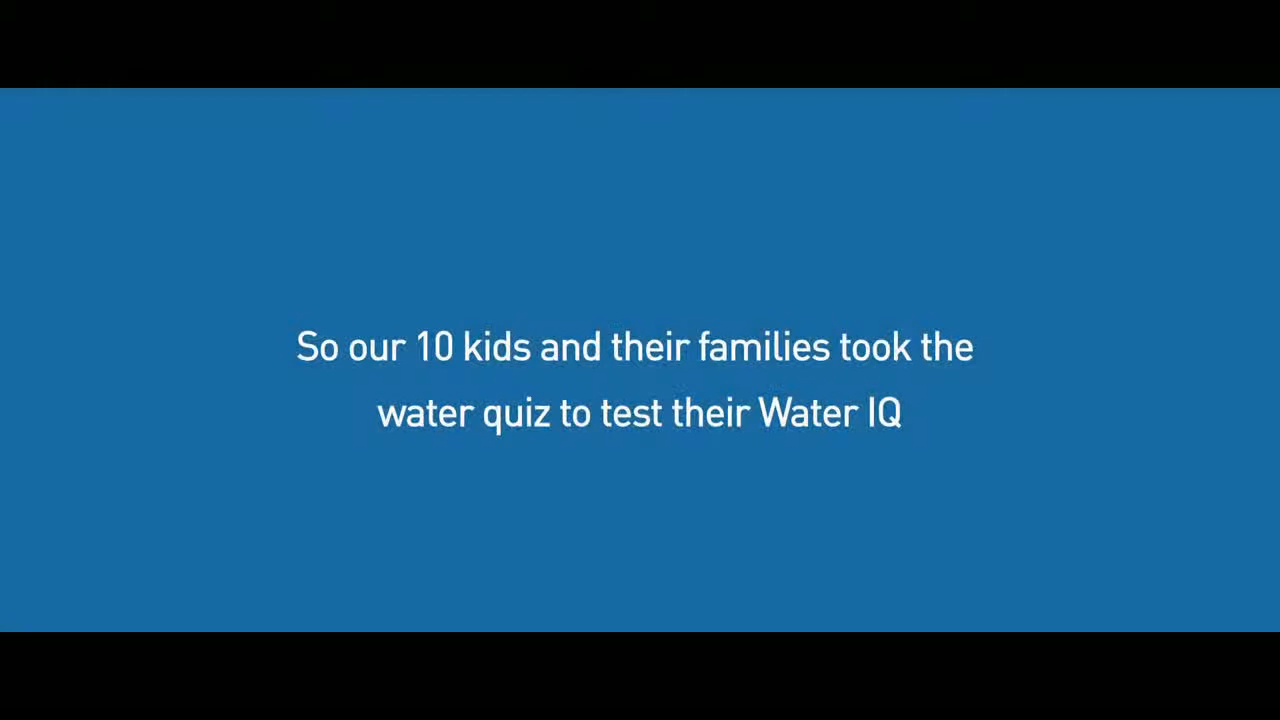 So our 10 kids and their families took the
water quiz to test their Water IQ